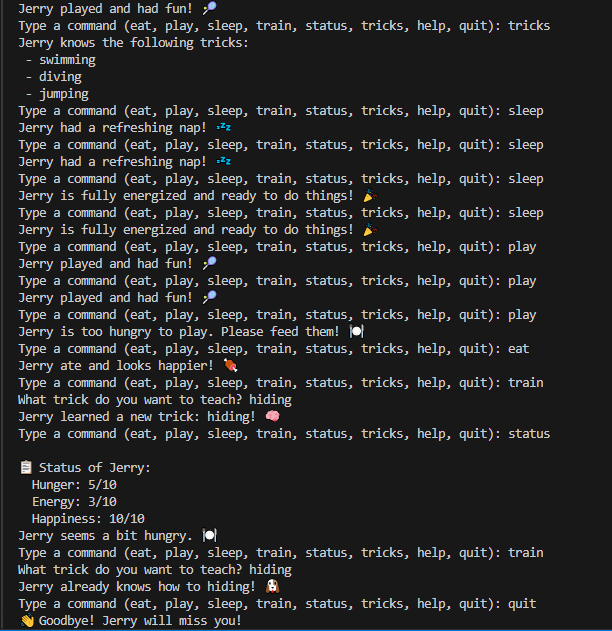 Jerry played and had fun! 🎾
Type a command (eat, play, sleep, train, status, tricks, help, quit): tricks
Jerry knows the following tricks:
 - swimming
 - diving
 - jumping
Type a command (eat, play, sleep, train, status, tricks, help, quit): sleep
Jerry had a refreshing nap! 💤
Type a command (eat, play, sleep, train, status, tricks, help, quit): sleep
Jerry had a refreshing nap! 💤
Type a command (eat, play, sleep, train, status, tricks, help, quit): sleep
Jerry is fully energized and ready to do things! 🎉
Type a command (eat, play, sleep, train, status, tricks, help, quit): sleep
Jerry is fully energized and ready to do things! 🎉
Type a command (eat, play, sleep, train, status, tricks, help, quit): play
Jerry played and had fun! 🎾
Type a command (eat, play, sleep, train, status, tricks, help, quit): play
Jerry played and had fun! 🎾
Type a command (eat, play, sleep, train, status, tricks, help, quit): play
Jerry is too hungry to play. Please feed them! 🍽️
Type a command (eat, play, sleep, train, status, tricks, help, quit): eat
Jerry ate and looks happier! 🍖
Type a command (eat, play, sleep, train, status, tricks, help, quit): train
What trick do you want to teach? hiding
Jerry learned a new trick: hiding! 🧠
Type a command (eat, play, sleep, train, status, tricks, help, quit): status

📋 Status of Jerry:
  Hunger: 5/10
  Energy: 3/10
  Happiness: 10/10
Jerry seems a bit hungry. 🍽️
Type a command (eat, play, sleep, train, status, tricks, help, quit): train
What trick do you want to teach? hiding
Jerry already knows how to hiding! 🐶
Type a command (eat, play, sleep, train, status, tricks, help, quit): quit
👋 Goodbye! Jerry will miss you!